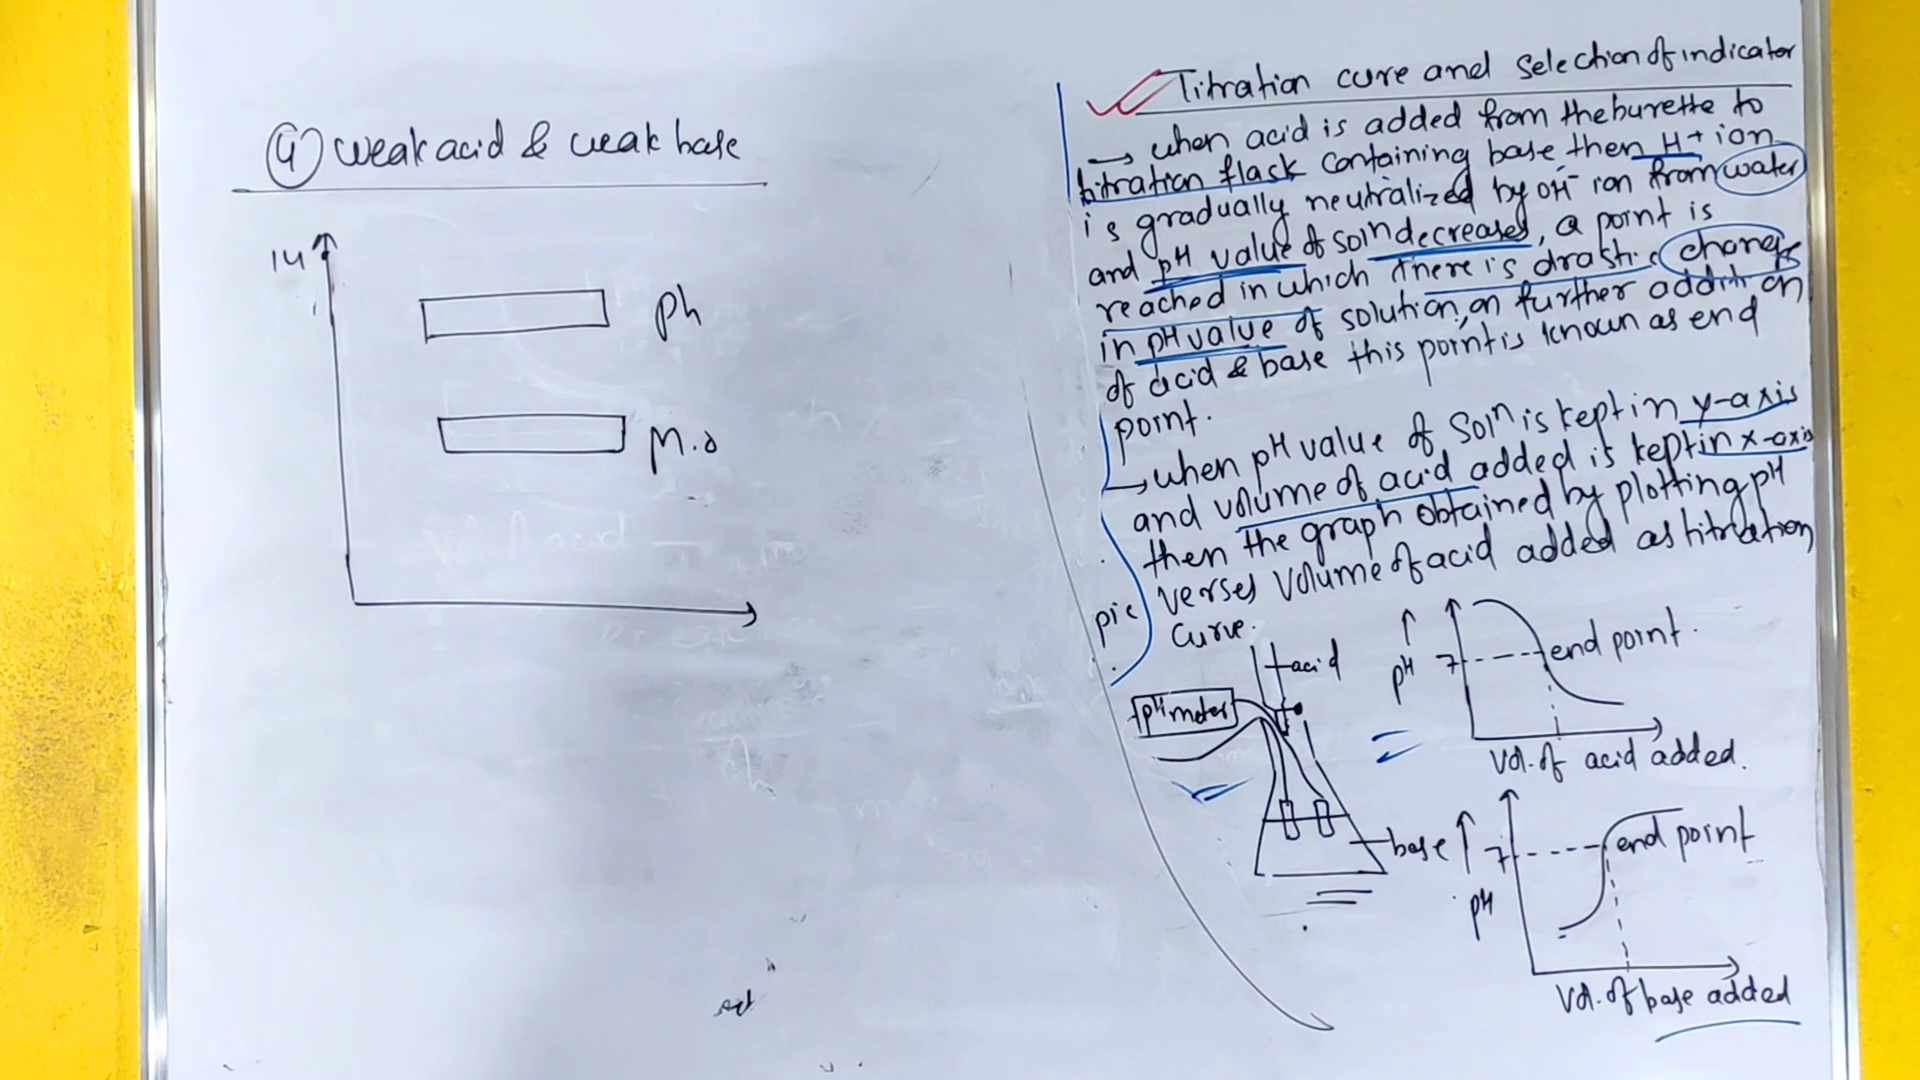 ④ weak acid & weak base
14
ph
M.o
Titration cure and selection of indicator
→ when acid is added from the burette to
titration flask containing base then H+ ion
is gradually neutralized by OH- ion from water
and pH value of soln decreases, a point is
reached in which there is drastic change
in pH value of solution, on further addition
of acid & base this point is known as end
point.
→ when pH value of soln is kept in y-axis
and volume of acid added is kept in x-axis
then the graph obtained by plotting pH
verses volume of acid added as titration
curve.
pic
acid
pH meter
base
pH
7
end point.
vol. of acid added.
pH
7
end point
vol. of base added